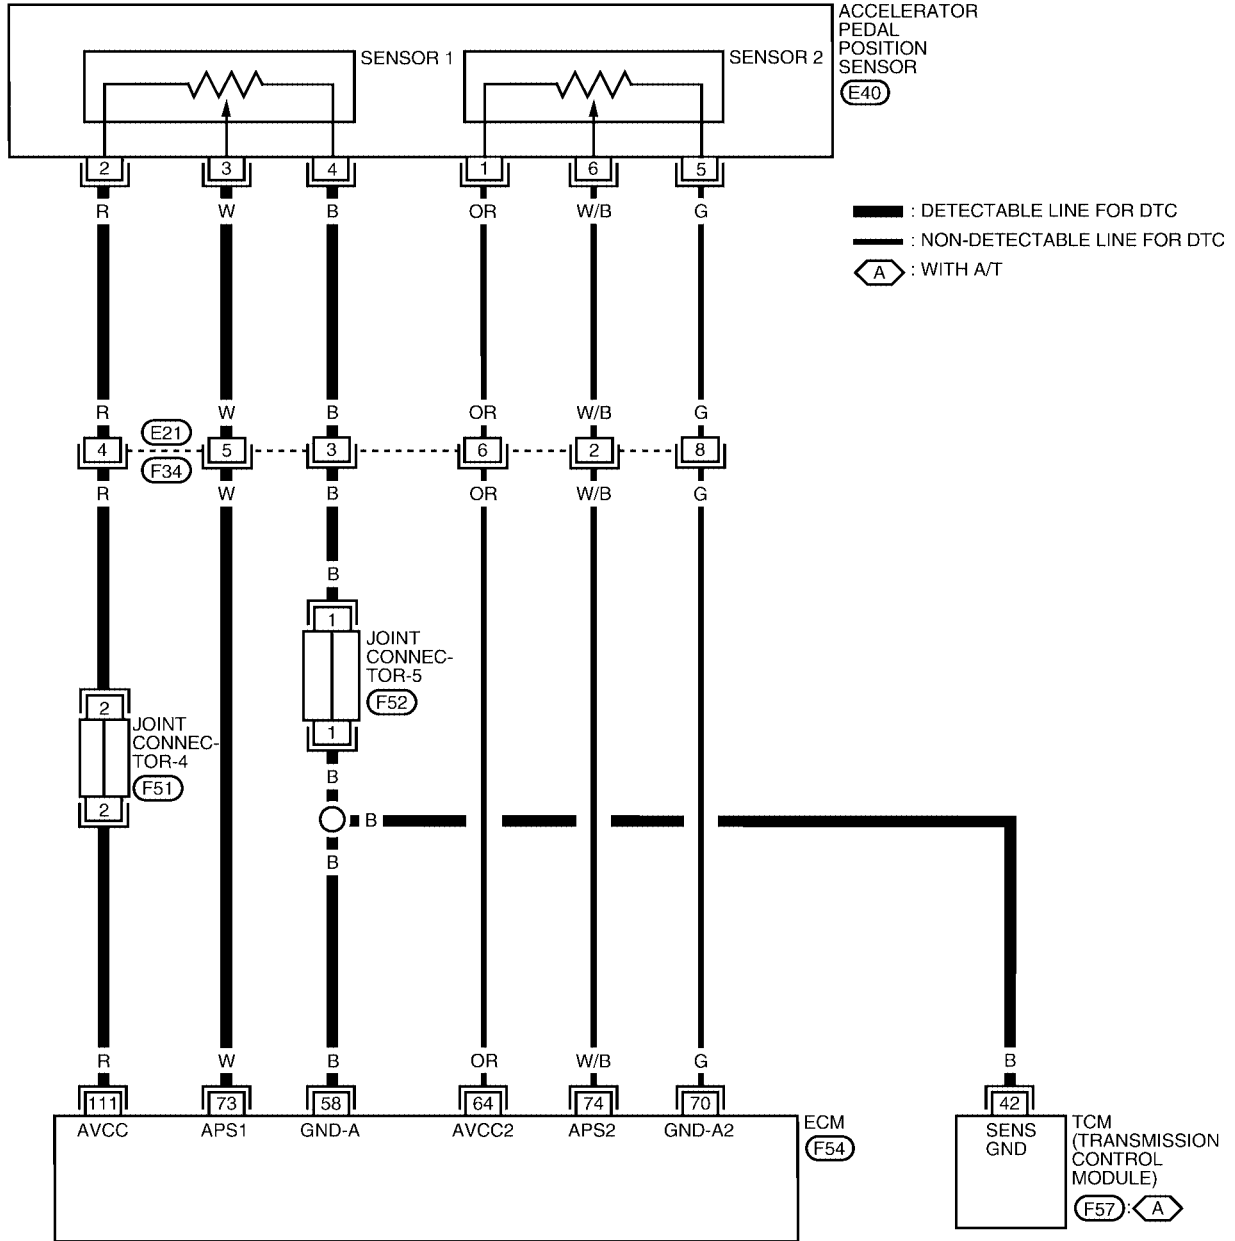 ACCELERATOR
PEDAL
POSITION
SENSOR
E40
SENSOR 1
SENSOR 2
2 3 4 1 6 5
R W B OR W/B G
: DETECTABLE LINE FOR DTC
: NON-DETECTABLE LINE FOR DTC
A : WITH A/T
R W B OR W/B G
E21
4 5 3 6 2 8
F34
R W B OR W/B G
B
1
JOINT
CONNEC-
TOR-5
F52
1
2
JOINT
CONNEC-
TOR-4
F51
2
B
B
B
R W B OR W/B G B
111 73 58 64 74 70 42
AVCC APS1 GND-A AVCC2 APS2 GND-A2
ECM
F54
SENS
GND
TCM
(TRANSMISSION
CONTROL
MODULE)
F57 : A